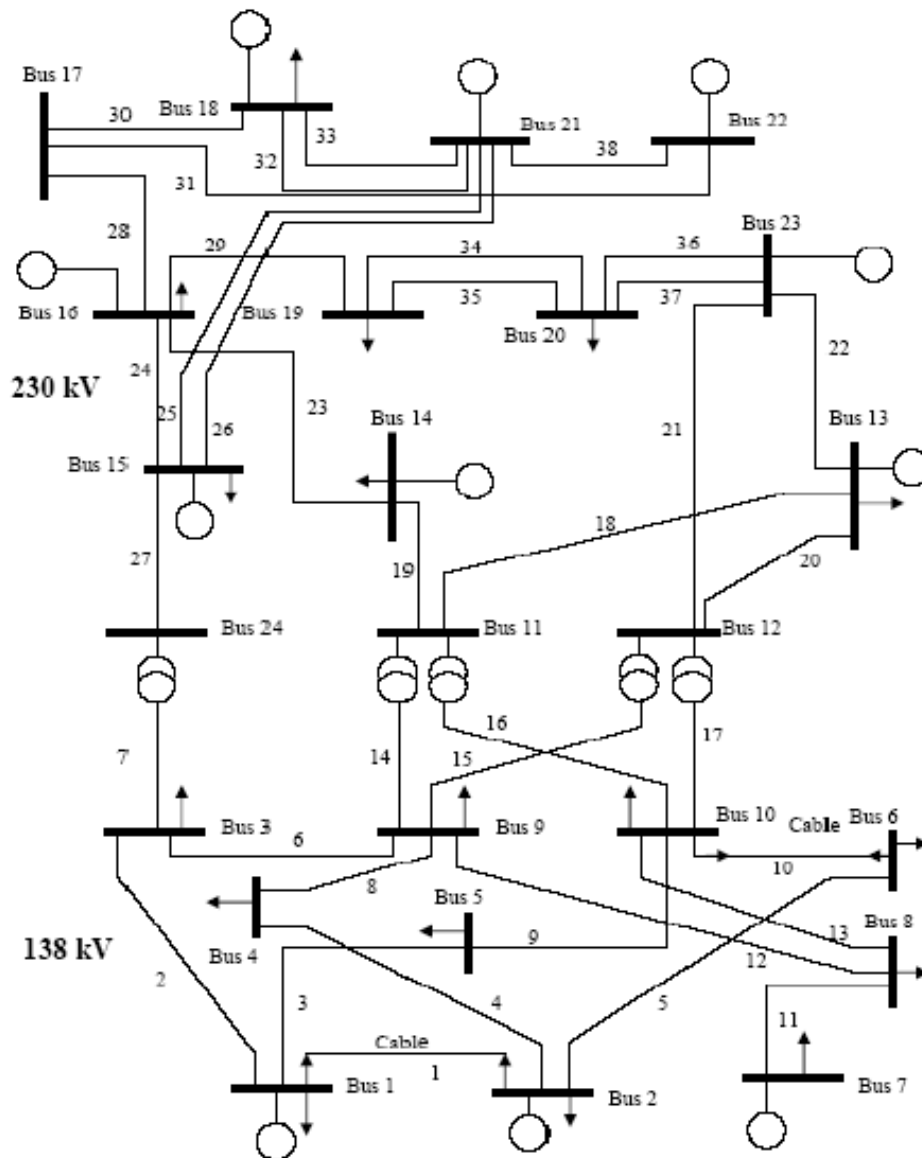 Bus 17
Bus 18
Bus 21
Bus 22
30
33
32
38
31
28
29
34
36
Bus 23
35
37
Bus 16
Bus 19
Bus 20
22
230 kV
24
25
26
23
Bus 14
21
Bus 13
Bus 15
18
20
27
19
Bus 24
Bus 11
Bus 12
16
7
14
15
17
Bus 3
Bus 9
Bus 10
Cable
Bus 6
6
10
8
Bus 5
Bus 8
138 kV
Bus 4
9
13
12
2
3
4
5
11
Cable
1
Bus 1
Bus 2
Bus 7